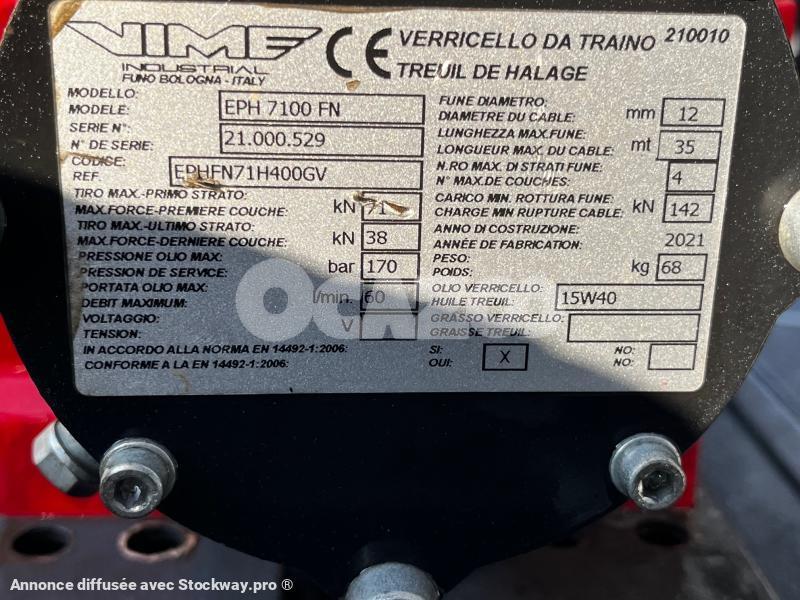 VIME
INDUSTRIAL
FUNO BOLOGNA - ITALY
CE
VERRICELLO DA TRAINO 210010
TREUIL DE HALAGE
MODELLO:
MODELE: EPH 7100 FN
SERIE N°:
N° DE SERIE: 21.000.529
CODICE:
REF. EPHFN71H400GV
TIRO MAX.-PRIMO STRATO:
MAX.FORCE-PREMIERE COUCHE: kN 71
TIRO MAX.-ULTIMO STRATO:
MAX.FORCE-DERNIERE COUCHE: kN 38
PRESSIONE OLIO MAX:
PRESSION DE SERVICE: bar 170
PORTATA OLIO MAX:
DEBIT MAXIMUM: l/min. 60
VOLTAGGIO:
TENSION: V
IN ACCORDO ALLA NORMA EN 14492-1:2006: SI: X NO:
CONFORME A LA EN 14492-1:2006: OUI: NO:
FUNE DIAMETRO:
DIAMETRE DU CABLE: mm 12
LUNGHEZZA MAX.FUNE:
LONGUEUR MAX. DU CABLE: mt 35
N.RO MAX. DI STRATI FUNE:
N° MAX.DE COUCHES: 4
CARICO MIN. ROTTURA FUNE:
CHARGE MIN RUPTURE CABLE: kN 142
ANNO DI COSTRUZIONE:
ANNÉE DE FABRICATION: 2021
PESO:
POIDS: kg 68
OLIO VERRICELLO:
HUILE TREUIL: 15W40
GRASSO VERRICELLO:
GRAISSE TREUIL:
Annonce diffusée avec Stockway.pro ®